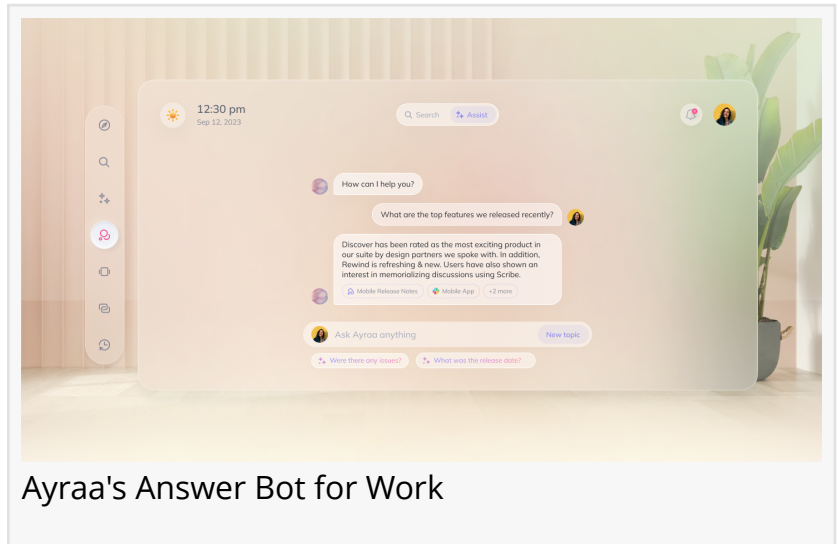 12:30 pm
Sep 12, 2023
Search
Assist
How can I help you?
What are the top features we released recently?
Discover has been rated as the most exciting product in
our suite by design partners we spoke with. In addition,
Rewind is refreshing & new. Users have also shown an
interest in memorializing discussions using Scribe.
Mobile Release Notes
Mobile App
+2 more
Ask Ayraa anything
New topic
Were there any issues?
What was the release date?
Ayraa's Answer Bot for Work